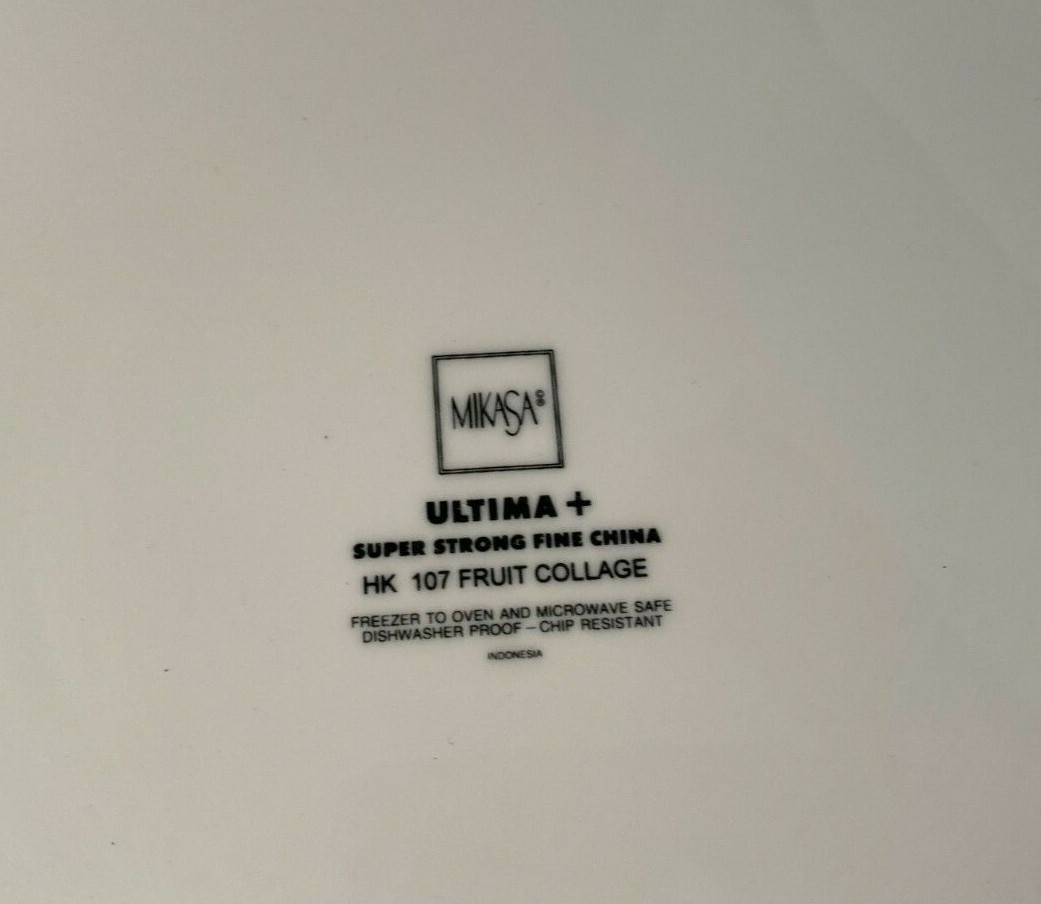 MIKASA®
ULTIMA +
SUPER STRONG FINE CHINA
HK 107 FRUIT COLLAGE
FREEZER TO OVEN AND MICROWAVE SAFE
DISHWASHER PROOF – CHIP RESISTANT
INDONESIA